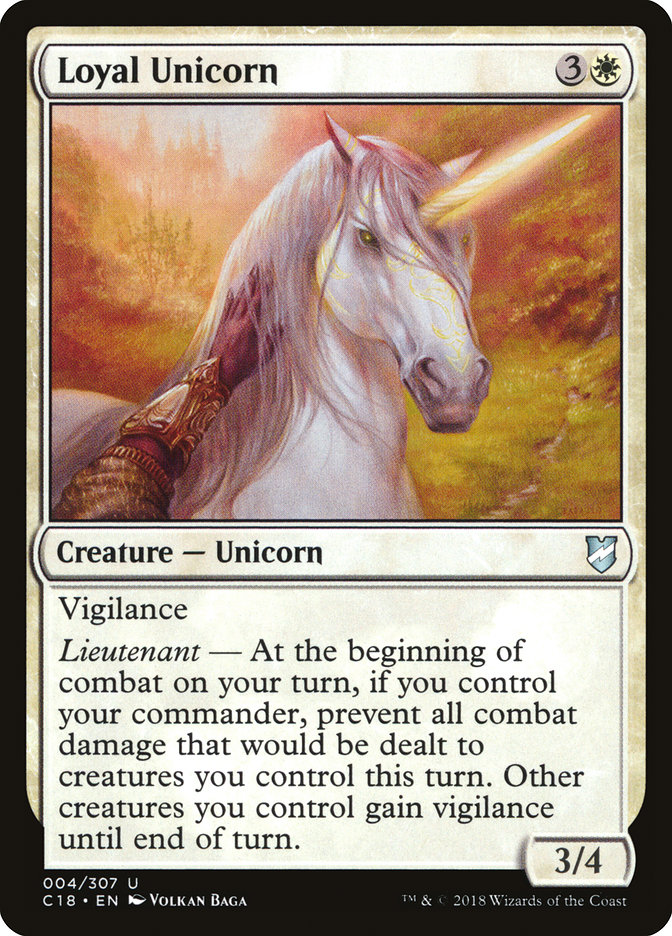 Loyal Unicorn 3
Creature — Unicorn
Vigilance
Lieutenant — At the beginning of
combat on your turn, if you control
your commander, prevent all combat
damage that would be dealt to
creatures you control this turn. Other
creatures you control gain vigilance
until end of turn.
3/4
004/307 U
C18 • EN VOLKAN BAGA
™ & © 2018 Wizards of the Coast